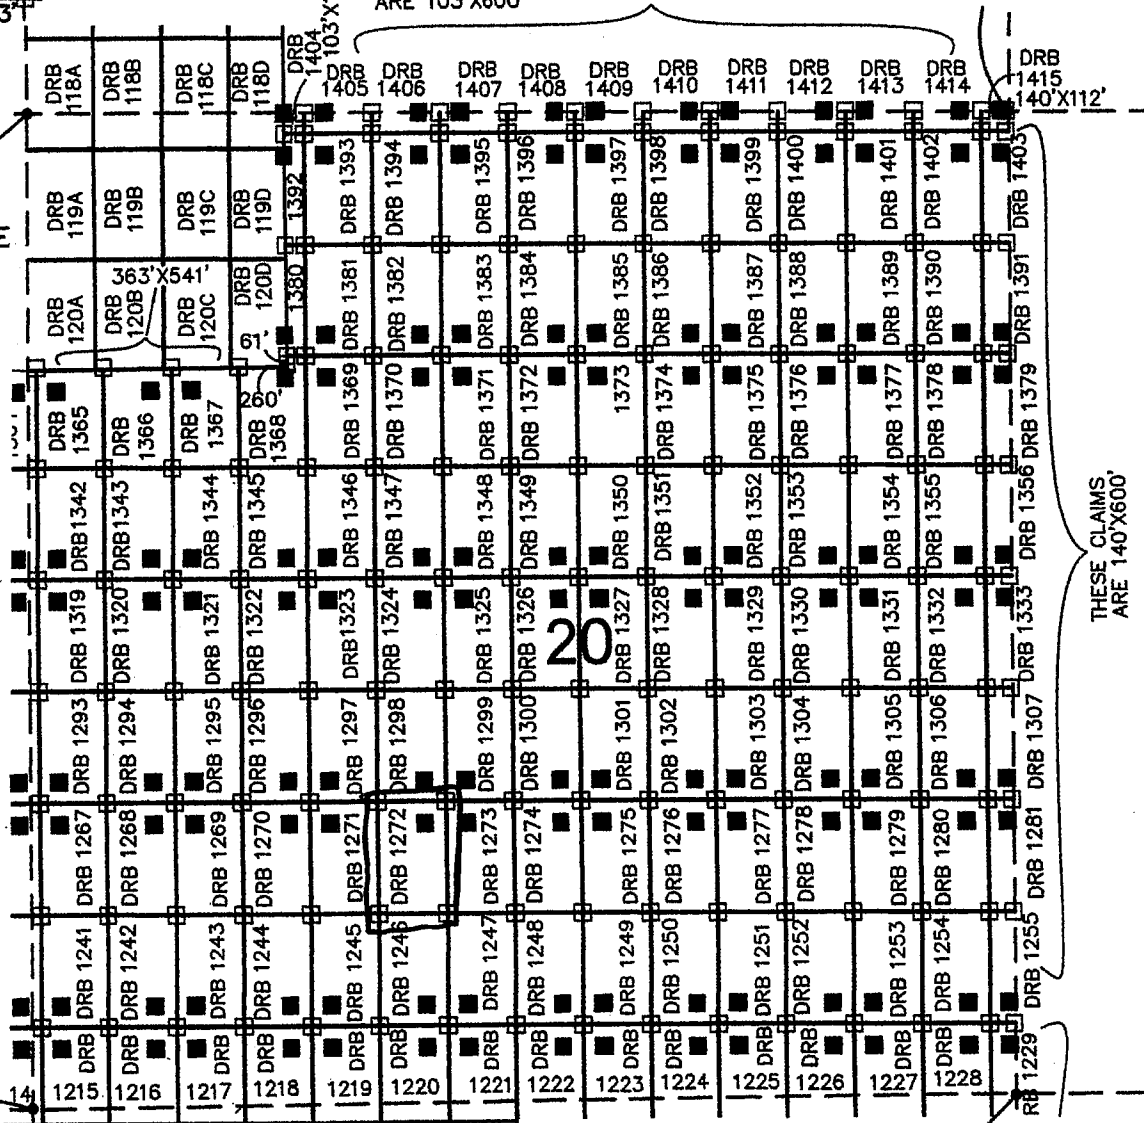 3'
ARE 103'X600'
DRB 118A
DRB 118B
DRB 118C
DRB 118D
DRB 1404
103'X
DRB 1405
DRB 1406
DRB 1407
DRB 1408
DRB 1409
DRB 1410
DRB 1411
DRB 1412
DRB 1413
DRB 1414
DRB 1415
140'X112'
DRB 119A
DRB 119B
DRB 119C
DRB 119D
1392
DRB 1393
DRB 1394
DRB 1395
DRB 1396
DRB 1397
DRB 1398
DRB 1399
DRB 1400
DRB 1401
DRB 1402
DRB 1403
363'X541'
DRB 120A
DRB 120B
DRB 120C
DRB 120D
1380
DRB 1381
DRB 1382
DRB 1383
DRB 1384
DRB 1385
DRB 1386
DRB 1387
DRB 1388
DRB 1389
DRB 1390
DRB 1391
61'
260'
DRB 1365
DRB 1366
DRB 1367
DRB 1368
DRB 1369
DRB 1370
DRB 1371
DRB 1372
1373
DRB 1374
DRB 1375
DRB 1376
DRB 1377
DRB 1378
DRB 1379
DRB1342
DRB1343
DRB 1344
DRB 1345
DRB 1346
DRB 1347
DRB 1348
DRB 1349
DRB 1350
DRB 1351
DRB 1352
DRB 1353
DRB 1354
DRB 1355
DRB 1356
THESE CLAIMS
ARE 140'X600'
DRB 1319
DRB 1320
DRB 1321
DRB 1322
DRB1323
DRB 1324
DRB 1325
DRB 1326
20
DRB 1327
DRB 1328
DRB 1329
DRB 1330
DRB 1331
DRB 1332
DRB 1333
DRB 1293
DRB 1294
DRB 1295
DRB 1296
DRB 1297
DRB 1298
DRB 1299
DRB 1300
DRB 1301
DRB 1302
DRB 1303
DRB 1304
DRB 1305
DRB 1306
DRB 1307
DRB 1267
DRB 1268
DRB 1269
DRB 1270
DRB 1271
DRB 1272
DRB 1273
DRB 1274
DRB 1275
DRB 1276
DRB 1277
DRB 1278
DRB 1279
DRB 1280
DRB 1281
DRB 1241
DRB 1242
DRB 1243
DRB 1244
DRB 1245
DRB 1246
DRB 1247
DRB 1248
DRB 1249
DRB 1250
DRB 1251
DRB 1252
DRB 1253
DRB 1254
DRB 1255
14
DRB 1215
DRB 1216
DRB 1217
DRB 1218
DRB 1219
DRB 1220
DRB 1221
DRB 1222
DRB 1223
DRB 1224
DRB 1225
DRB 1226
DRB 1227
DRB 1228
RB 1229